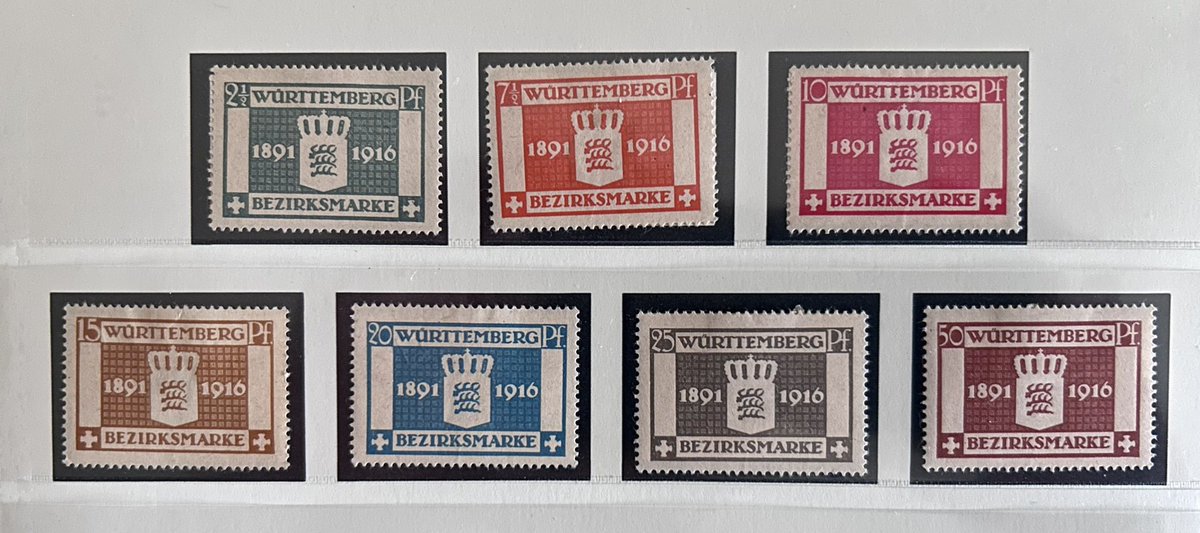 2½ WÜRTTEMBERG Pf.
1891 1916
BEZIRKSMARKE
7½ WÜRTTEMBERG Pf.
1891 1916
BEZIRKSMARKE
10 WÜRTTEMBERG Pf.
1891 1916
BEZIRKSMARKE
15 WÜRTTEMBERG Pf.
1891 1916
BEZIRKSMARKE
20 WÜRTTEMBERG Pf.
1891 1916
BEZIRKSMARKE
25 WÜRTTEMBERG Pf.
1891 1916
BEZIRKSMARKE
50 WÜRTTEMBERG Pf.
1891 1916
BEZIRKSMARKE